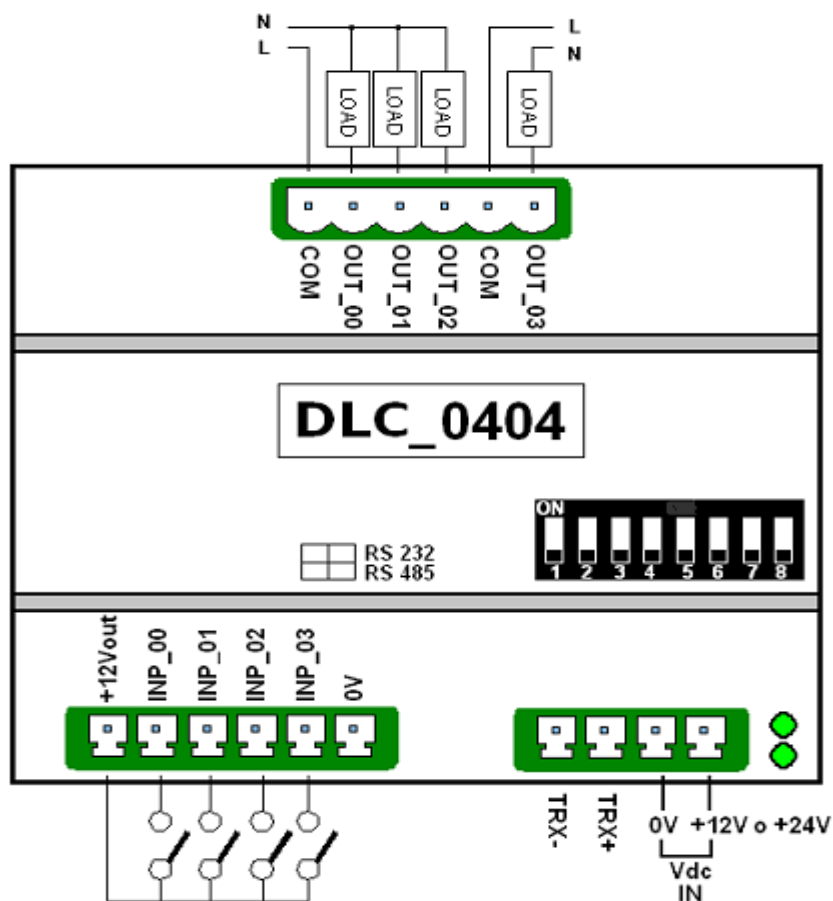 N
L
L
N
LOAD
LOAD
LOAD
LOAD
COM
OUT_00
OUT_01
OUT_02
COM
OUT_03
DLC_0404
ON
1 2 3 4 5 6 7 8
RS 232
RS 485
+12Vout
INP_00
INP_01
INP_02
INP_03
0V
TRX-
TRX+
0V
+12V o +24V
Vdc
IN